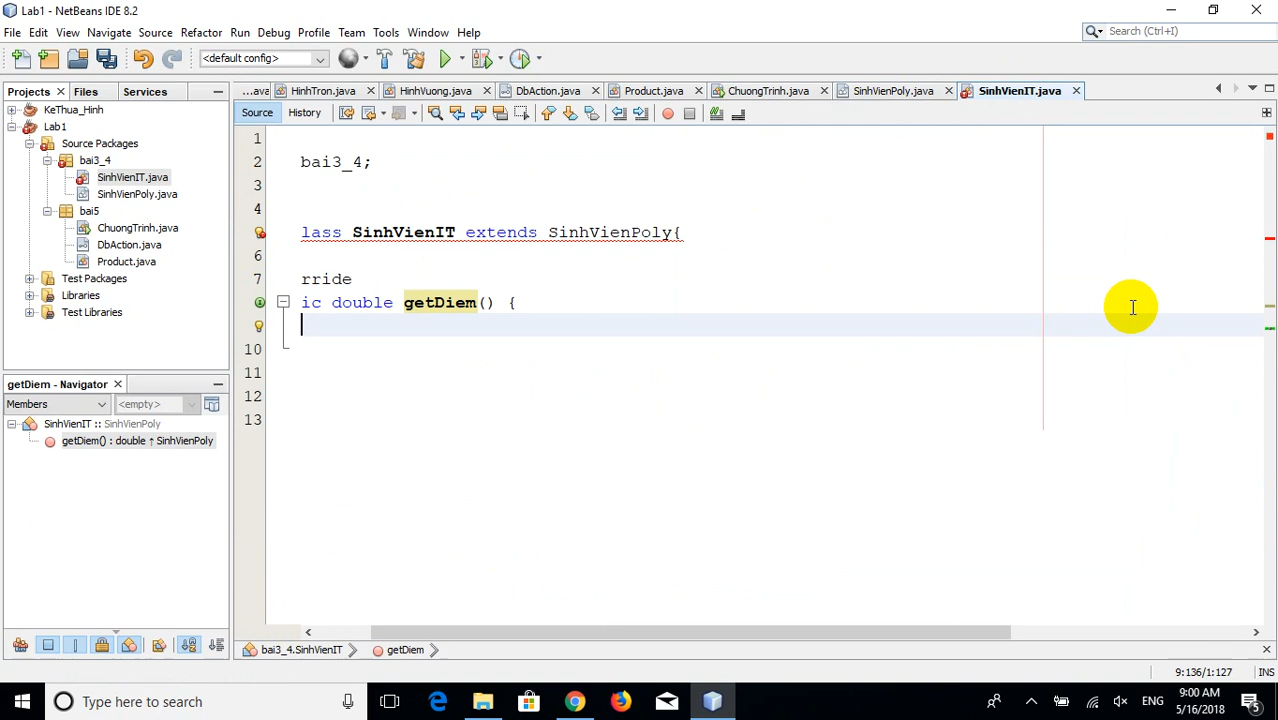 Lab1 - NetBeans IDE 8.2
File Edit View Navigate Source Refactor Run Debug Profile Team Tools Window Help
Search (Ctrl+I)
<default config>
Projects Files Services
...ava HinhTron.java HinhVuong.java DbAction.java Product.java ChuongTrinh.java SinhVienPoly.java SinhVienIT.java
Source History
KeThua_Hinh
Lab1
Source Packages
bai3_4
SinhVienIT.java
SinhVienPoly.java
bai5
ChuongTrinh.java
DbAction.java
Product.java
Test Packages
Libraries
Test Libraries
1
2 bai3_4;
3
4
lass SinhVienIT extends SinhVienPoly{
6
7 rride
ic double getDiem() {
10
11
12
13
getDiem - Navigator
Members <empty>
SinhVienIT :: SinhVienPoly
getDiem() : double ↑ SinhVienPoly
bai3_4.SinhVienIT getDiem
9:136/1:127 INS
Type here to search
ENG
9:00 AM
5/16/2018
5